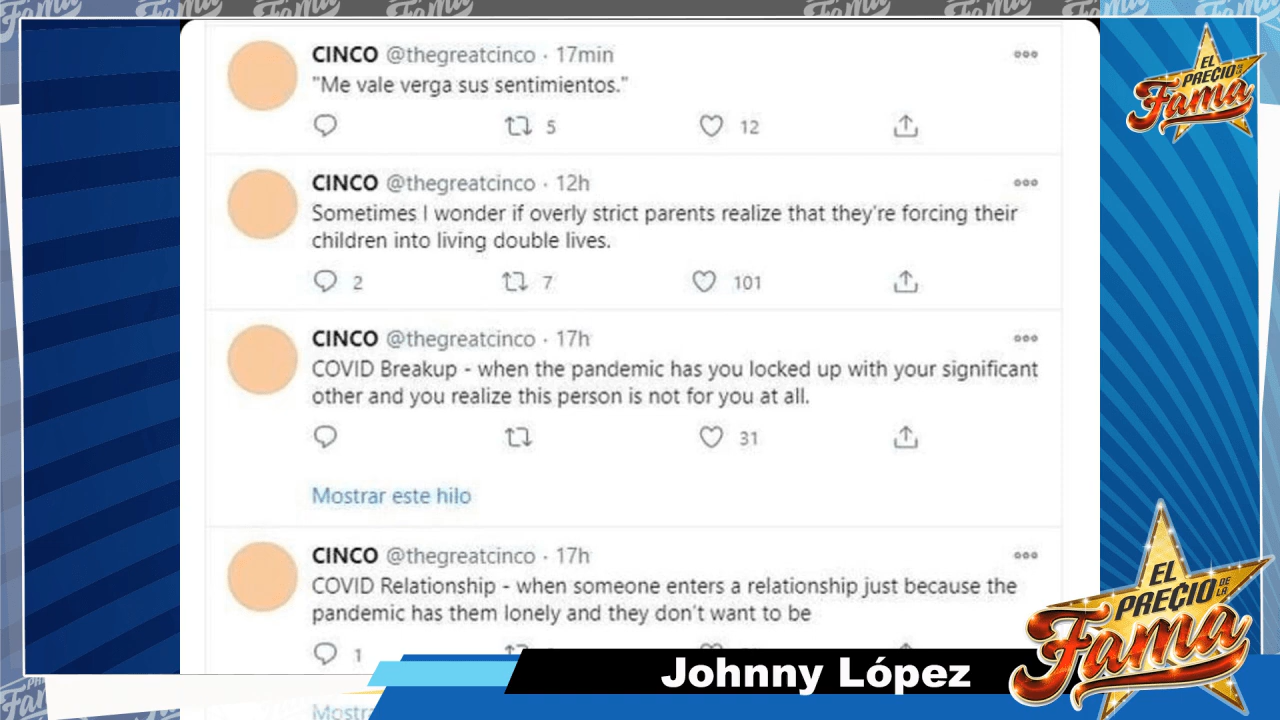 CINCO @thegreatcinco · 17min
"Me vale verga sus sentimientos."
5 12
CINCO @thegreatcinco · 12h
Sometimes I wonder if overly strict parents realize that they're forcing their
children into living double lives.
2 7 101
CINCO @thegreatcinco · 17h
COVID Breakup - when the pandemic has you locked up with your significant
other and you realize this person is not for you at all.
31
Mostrar este hilo
CINCO @thegreatcinco · 17h
COVID Relationship - when someone enters a relationship just because the
pandemic has them lonely and they don't want to be
1
EL
PRECIO DE LA
Fama
EL
PRECIO DE LA
Fama
Johnny López